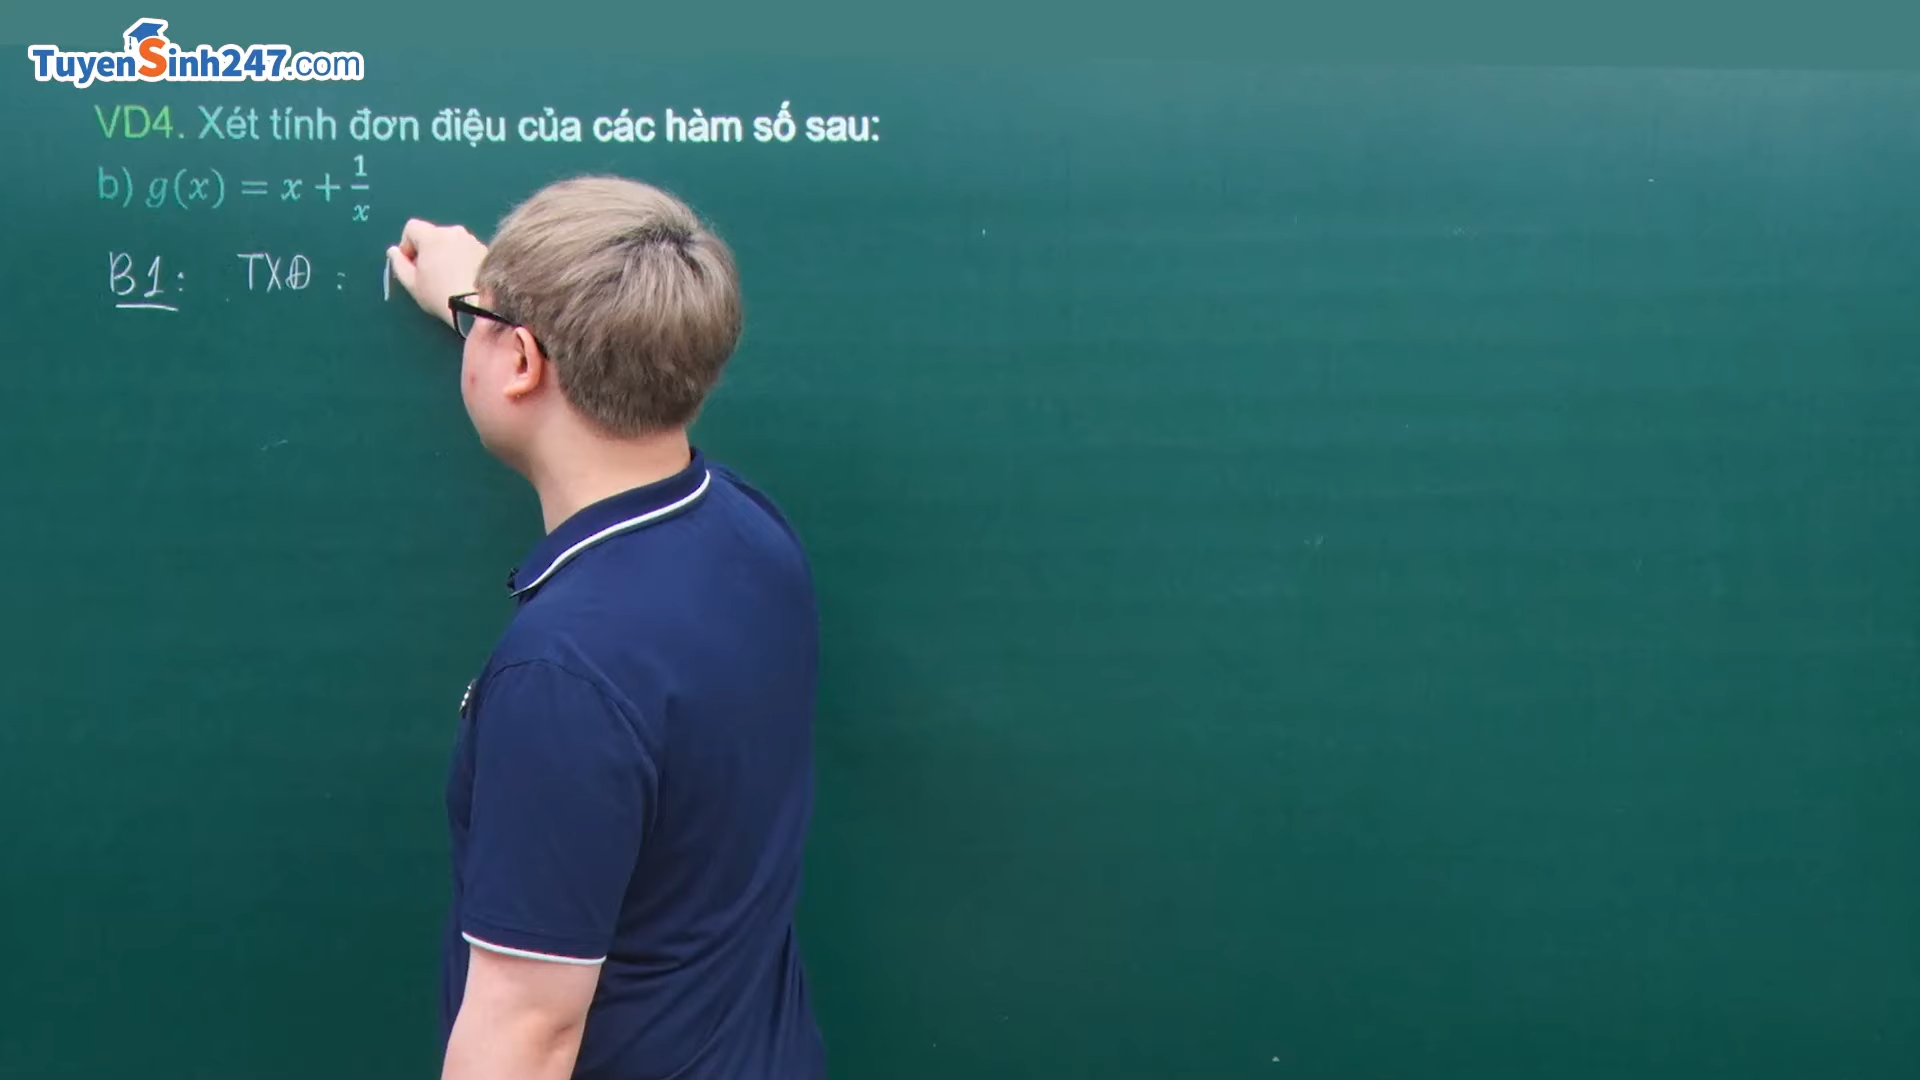 TuyenSinh247.com
VD4. Xét tính đơn điệu của các hàm số sau:
b) g(x) = x + 1/x
B1: TXĐ :